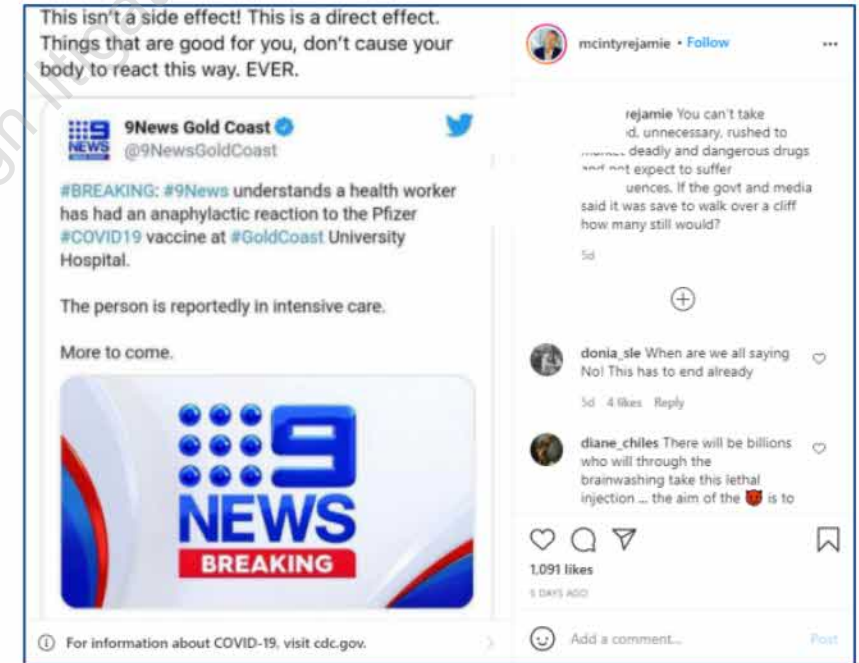 This isn't a side effect! This is a direct effect.
Things that are good for you, don't cause your
body to react this way. EVER.
9News Gold Coast
@9NewsGoldCoast
#BREAKING: #9News understands a health worker
has had an anaphylactic reaction to the Pfizer
#COVID19 vaccine at #GoldCoast University
Hospital.
The person is reportedly in intensive care.
More to come.
9
NEWS
BREAKING
For information about COVID-19, visit cdc.gov.
mcintyrejamie • Follow
rejamie You can't take
d, unnecessary, rushed to
deadly and dangerous drugs
expect to suffer
uences. If the govt and media
said it was save to walk over a cliff
how many still would?
5d
donia_sle When are we all saying
No! This has to end already
5d 4 likes Reply
diane_chiles There will be billions
who will through the
brainwashing take this lethal
injection ... the aim of the 😈 is to
1,091 likes
5 DAYS AGO
Add a comment...
Post